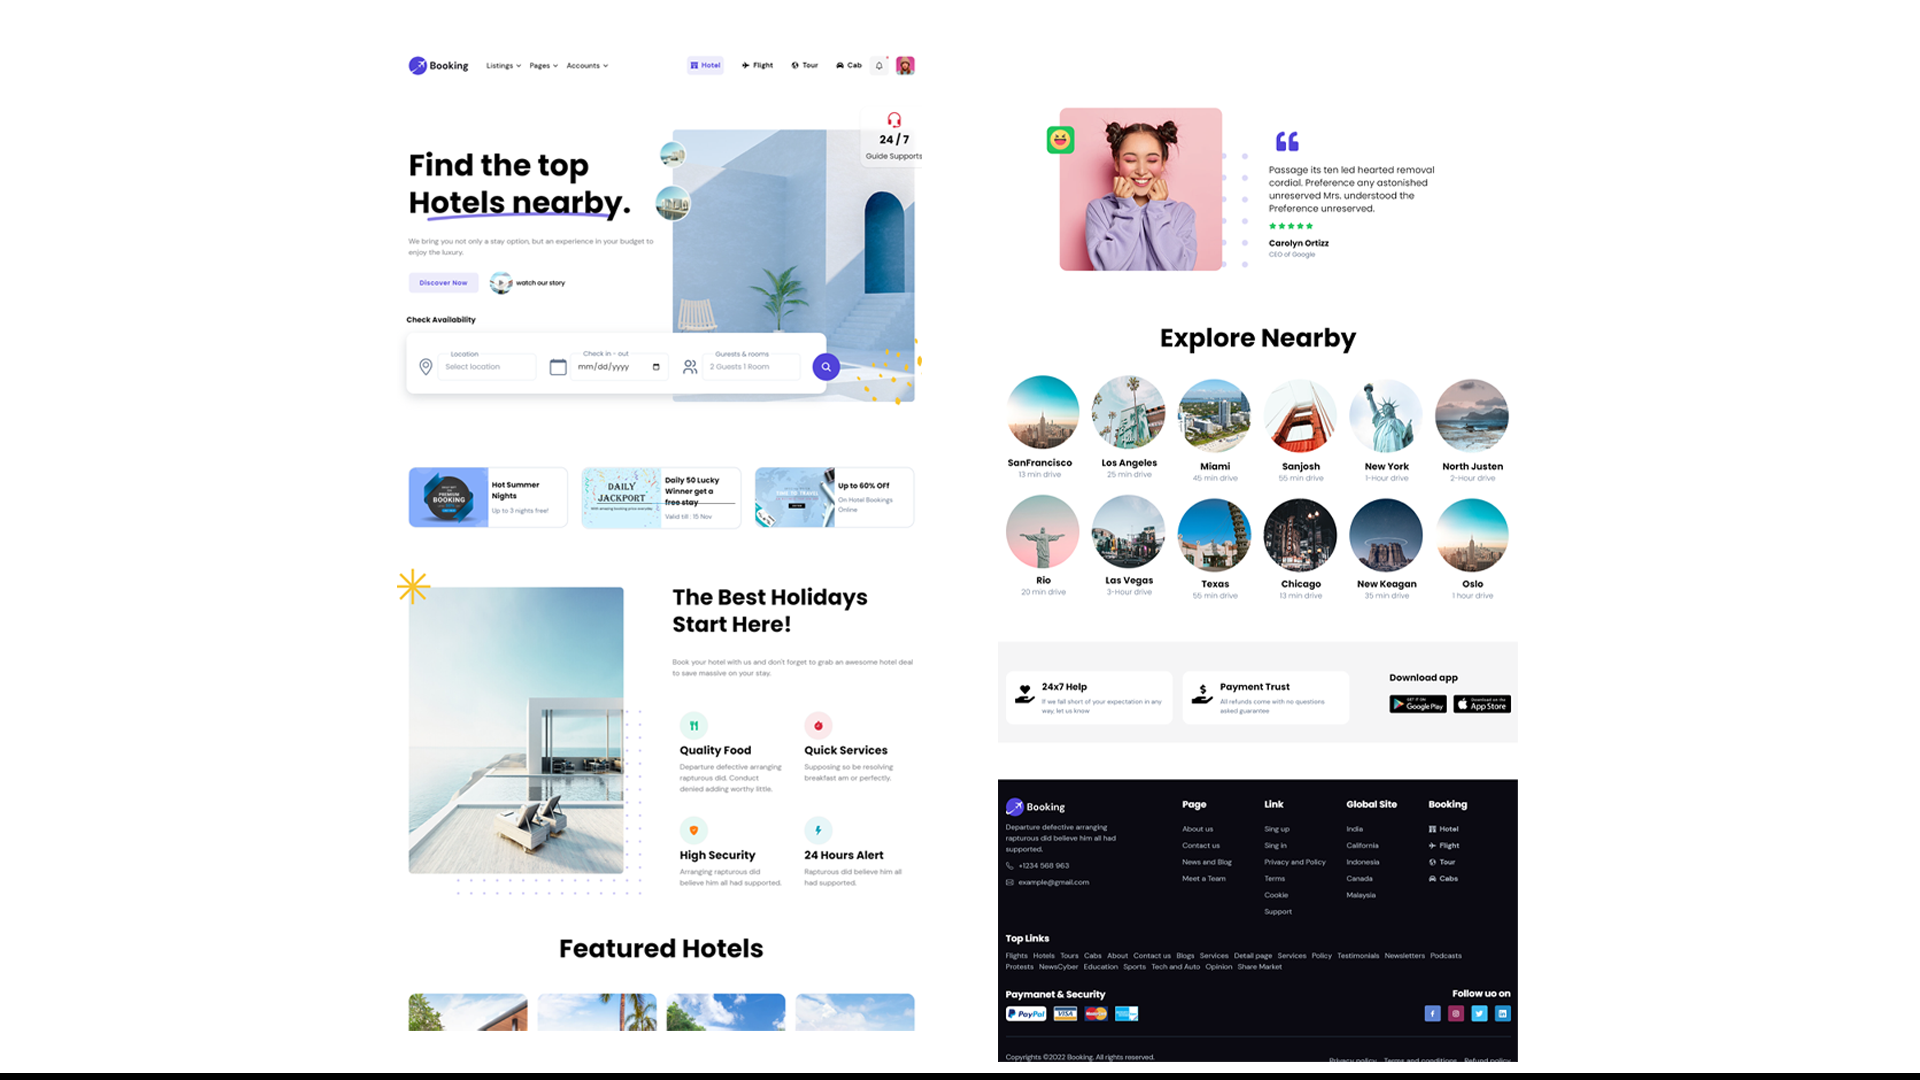 Booking
Listings Pages Accounts
Hotel Flight Tour Cab
24 / 7
Guide Supports
Find the top
Hotels nearby.
We bring you not only a stay option, but an experience in your budget to
enjoy the luxury.
Discover Now watch our story
Check Availability
Location
Select location
Check in - out
mm/dd/yyyy
Gurests & rooms
2 Guests 1 Room
PREMIUM
BOOKING
Hot Summer
Nights
Up to 3 nights free!
DAILY
JACKPORT
Daily 50 Lucky
Winner get a
free stay
Valid till : 15 Nov
TIME TO TRAVEL
Up to 60% OFf
On Hotel Bookings
Online
The Best Holidays
Start Here!
Book your hotel with us and don't forget to grab an awesome hotel deal
to save massive on your stay.
Quality Food
Departure defective arranging
rapturous did. Conduct
denied adding worthy little.
Quick Services
Supposing so be resolving
breakfast am or perfectly.
High Security
Arranging rapturous did
believe him all had supported.
24 Hours Alert
Rapturous did believe him all
had supported.
Featured Hotels
Passage its ten led hearted removal
cordial. Preference any astonished
unreserved Mrs. understood the
Preference unreserved.
Carolyn Ortizz
CEO of Google
Explore Nearby
SanFrancisco
13 min drive
Los Angeles
25 min drive
Miami
45 min drive
Sanjosh
55 min drive
New York
1-Hour drive
North Justen
2-Hour drive
Rio
20 min drive
Las Vegas
3-Hour drive
Texas
55 min drive
Chicago
13 min drive
New Keagan
35 min drive
Oslo
1 hour drive
24x7 Help
If we fall short of your expectation in any
way, let us know
Payment Trust
All refunds come with no questions
asked guarantee
Download app
GET IT ON
Google Play
Download on the
App Store
Booking
Departure defective arranging
rapturous did believe him all had
supported.
+1234 568 963
example@gmail.com
Page
About us
Contact us
News and Blog
Meet a Team
Link
Sing up
Sing in
Privacy and Policy
Terms
Cookie
Support
Global Site
India
California
Indonesia
Canada
Malaysia
Booking
Hotel
Flight
Tour
Cabs
Top Links
Flights Hotels Tours Cabs About Contact us Blogs Services Detail page Services Policy Testimonials Newsletters Podcasts
Protests NewsCyber Education Sports Tech and Auto Opinion Share Market
Paymanet & Security
PayPal VISA MasterCard
Follow uo on
Copyrights ©2022 Booking. All rights reserved.
Privacy policy Terms and conditions Refund policy